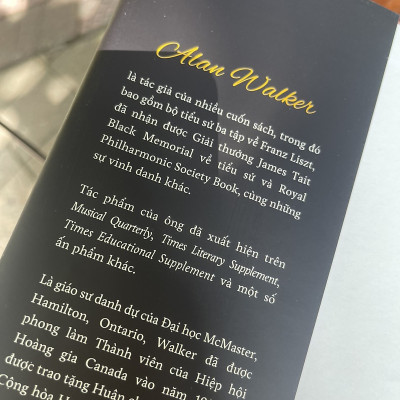 Alan Walker
là tác giả của nhiều cuốn sách, trong đó
bao gồm bộ tiểu sử ba tập về Franz Liszt,
đã nhận được Giải thưởng James Tait
Black Memorial về tiểu sử và Royal
Philharmonic Society Book, cùng những
sự vinh danh khác.
Tác phẩm của ông đã xuất hiện trên
Musical Quarterly, Times Literary Supplement,
Times Educational Supplement và một số
ấn phẩm khác.
Là giáo sư danh dự của Đại học McMaster,
Hamilton, Ontario, Walker đã được
phong làm Thành viên của Hiệp hội
Hoàng gia Canada vào năm
được trao tặng Huân
Cộng hòa